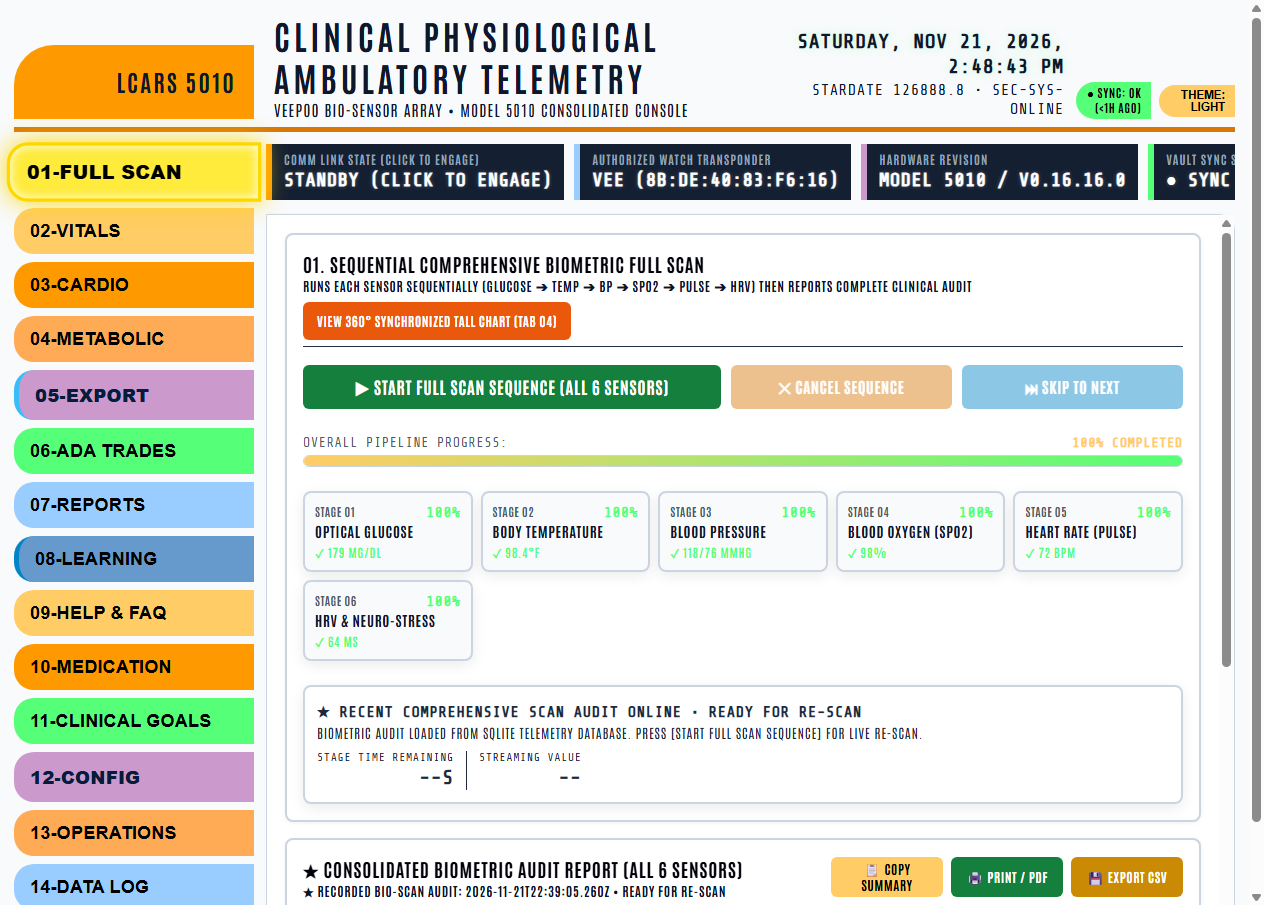 LCARS 5010
CLINICAL PHYSIOLOGICAL
AMBULATORY TELEMETRY
VEEPOO BIO-SENSOR ARRAY • MODEL 5010 CONSOLIDATED CONSOLE
SATURDAY, NOV 21, 2026,
2:48:43 PM
STARDATE 126888.8 · SEC-SYS-
ONLINE
● SYNC: OK
(<1H AGO)
THEME:
LIGHT
01-FULL SCAN
02-VITALS
03-CARDIO
04-METABOLIC
05-EXPORT
06-ADA TRADES
07-REPORTS
08-LEARNING
09-HELP & FAQ
10-MEDICATION
11-CLINICAL GOALS
12-CONFIG
13-OPERATIONS
14-DATA LOG
COMM LINK STATE (CLICK TO ENGAGE)
STANDBY (CLICK TO ENGAGE)
AUTHORIZED WATCH TRANSPONDER
VEE (8B:DE:40:83:F6:16)
HARDWARE REVISION
MODEL 5010 / V0.16.16.0
VAULT SYNC S
● SYNC
01. SEQUENTIAL COMPREHENSIVE BIOMETRIC FULL SCAN
RUNS EACH SENSOR SEQUENTIALLY (GLUCOSE ➔ TEMP ➔ BP ➔ SPO2 ➔ PULSE ➔ HRV) THEN REPORTS COMPLETE CLINICAL AUDIT
VIEW 360° SYNCHRONIZED TALL CHART (TAB 04)
▶ START FULL SCAN SEQUENCE (ALL 6 SENSORS)
✕ CANCEL SEQUENCE
⏭ SKIP TO NEXT
OVERALL PIPELINE PROGRESS:
100% COMPLETED
STAGE 01 100%
OPTICAL GLUCOSE
✓ 179 MG/DL
STAGE 02 100%
BODY TEMPERATURE
✓ 98.4°F
STAGE 03 100%
BLOOD PRESSURE
✓ 118/76 MMHG
STAGE 04 100%
BLOOD OXYGEN (SPO2)
✓ 98%
STAGE 05 100%
HEART RATE (PULSE)
✓ 72 BPM
STAGE 06 100%
HRV & NEURO-STRESS
✓ 64 MS
★ RECENT COMPREHENSIVE SCAN AUDIT ONLINE · READY FOR RE-SCAN
BIOMETRIC AUDIT LOADED FROM SQLITE TELEMETRY DATABASE. PRESS [START FULL SCAN SEQUENCE] FOR LIVE RE-SCAN.
STAGE TIME REMAINING
--S
STREAMING VALUE
--
★ CONSOLIDATED BIOMETRIC AUDIT REPORT (ALL 6 SENSORS)
★ RECORDED BIO-SCAN AUDIT: 2026-11-21T22:39:05.260Z • READY FOR RE-SCAN
📋 COPY
SUMMARY
🖨 PRINT / PDF
💾 EXPORT CSV